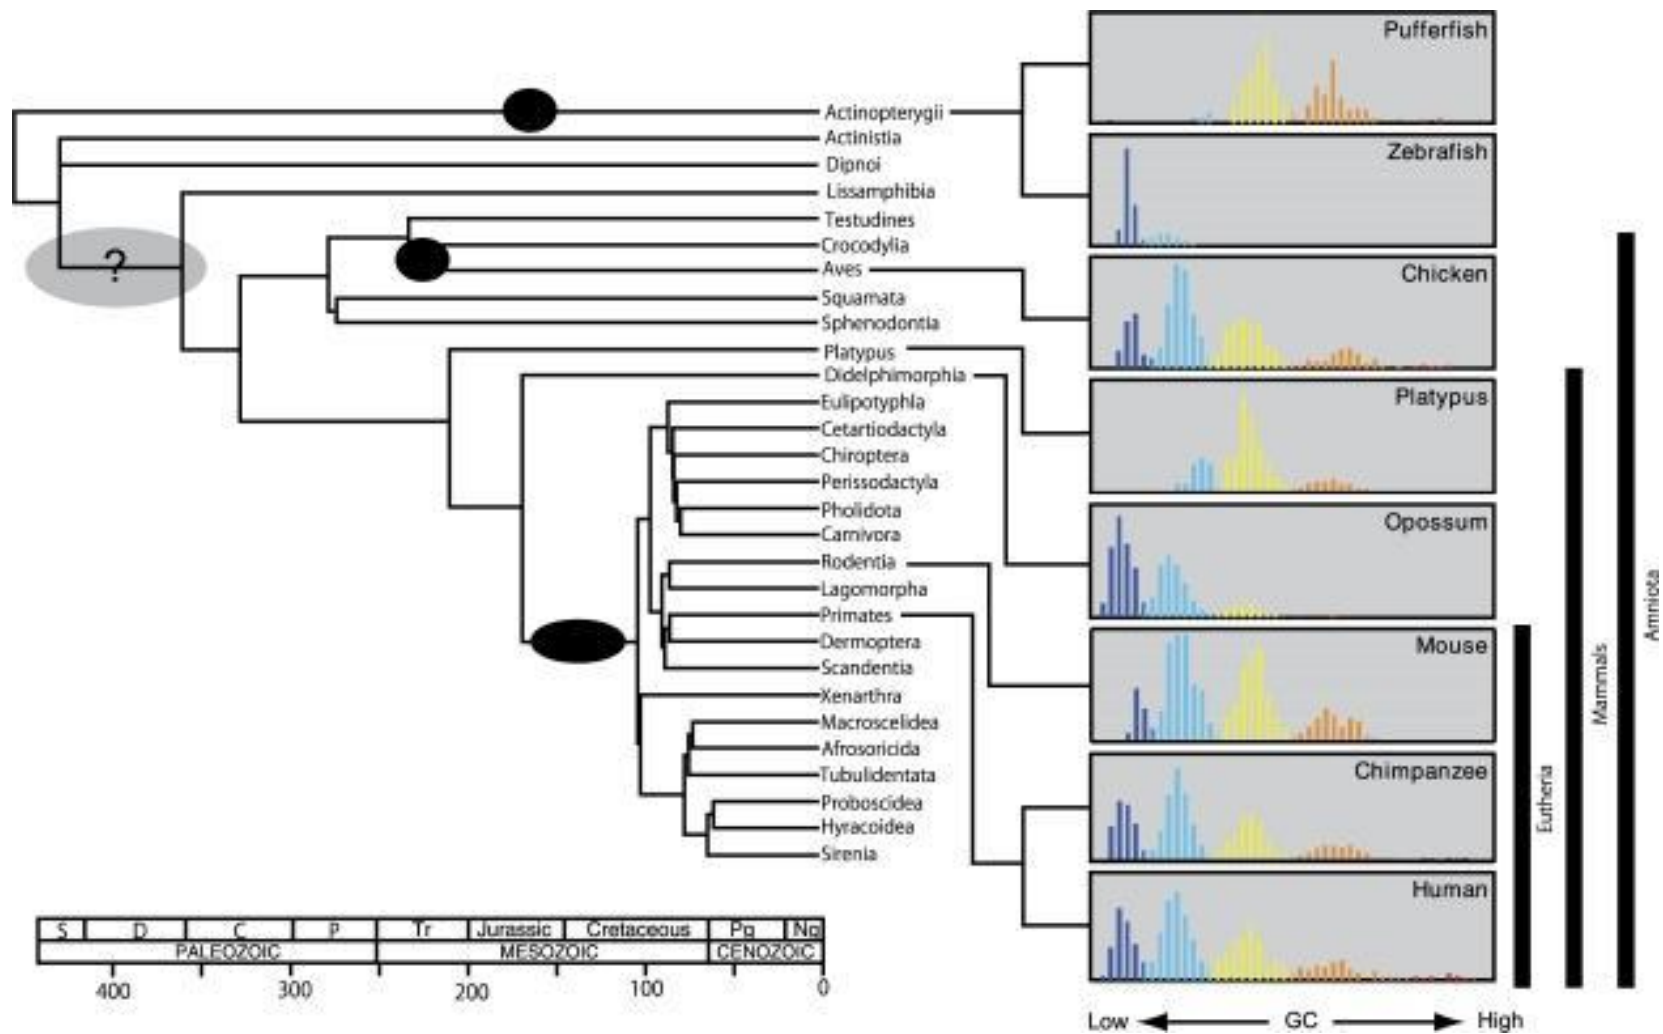 Pufferfish
Actinopterygii
Actinistia
Zebrafish
Dipnoi
Lissamphibia
Testudines
Crocodylia
?
Aves
Chicken
Squamata
Sphenodontia
Platypus
Didelphimorphia
Platypus
Eulipotyphla
Cetartiodactyla
Chiroptera
Perissodactyla
Pholidota
Opossum
Carnivora
Rodentia
Lagomorpha
Primates
Dermoptera
Mouse
Scandentia
Xenarthra
Macroscelidea
Afrosoricida
Tubulidentata
Chimpanzee
Proboscidea
Hyracoidea
Sirenia
Human
Eutheria
Mammals
Amniota
S D C P Tr Jurassic Cretaceous Pg Ng
PALEOZOIC MESOZOIC CENOZOIC
400 300 200 100 0
Low GC High